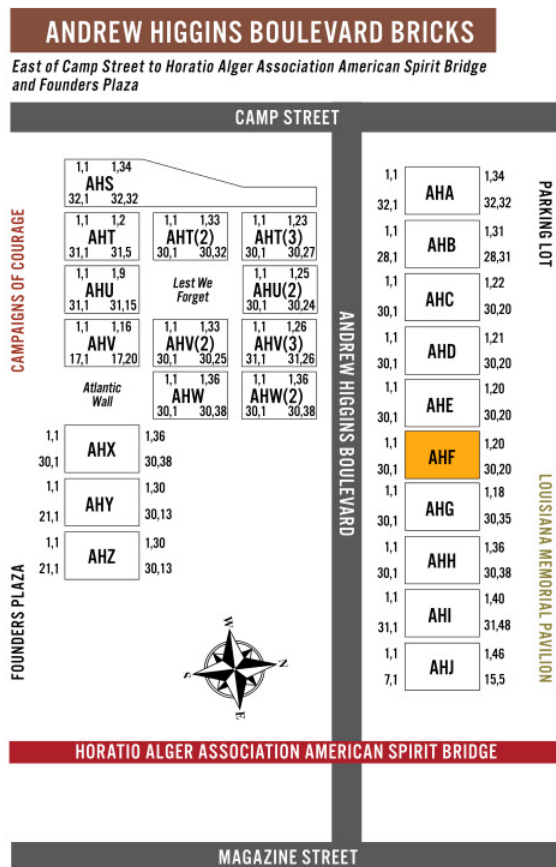 ANDREW HIGGINS BOULEVARD BRICKS
East of Camp Street to Horatio Alger Association American Spirit Bridge
and Founders Plaza
CAMP STREET
1,1 1,34
AHS
32,1 32,32
1,1 1,2
AHT
31,1 31,5
1,1 1,33
AHT(2)
30,1 30,32
1,1 1,23
AHT(3)
30,1 30,27
1,1 1,9
AHU
31,1 31,15
Lest We
Forget
1,1 1,25
AHU(2)
30,1 30,24
1,1 1,16
AHV
17,1 17,20
1,1 1,33
AHV(2)
30,1 30,25
1,1 1,26
AHV(3)
31,1 31,26
Atlantic
Wall
1,1 1,36
AHW
30,1 30,38
1,1 1,36
AHW(2)
30,1 30,38
1,1 1,36
AHX
30,1 30,38
1,1 1,30
AHY
21,1 30,13
1,1 1,30
AHZ
21,1 30,13
CAMPAIGNS OF COURAGE
FOUNDERS PLAZA
W
N
S
E
ANDREW HIGGINS BOULEVARD
1,1 1,34
AHA
32,1 32,32
1,1 1,31
AHB
28,1 28,31
1,1 1,22
AHC
30,1 30,20
1,1 1,21
AHD
30,1 30,20
1,1 1,20
AHE
30,1 30,20
1,1 1,20
AHF
30,1 30,20
1,1 1,18
AHG
30,1 30,35
1,1 1,36
AHH
30,1 30,38
1,1 1,40
AHI
31,1 31,48
1,1 1,46
AHJ
7,1 15,5
PARKING LOT
LOUISIANA MEMORIAL PAVILION
HORATIO ALGER ASSOCIATION AMERICAN SPIRIT BRIDGE
MAGAZINE STREET